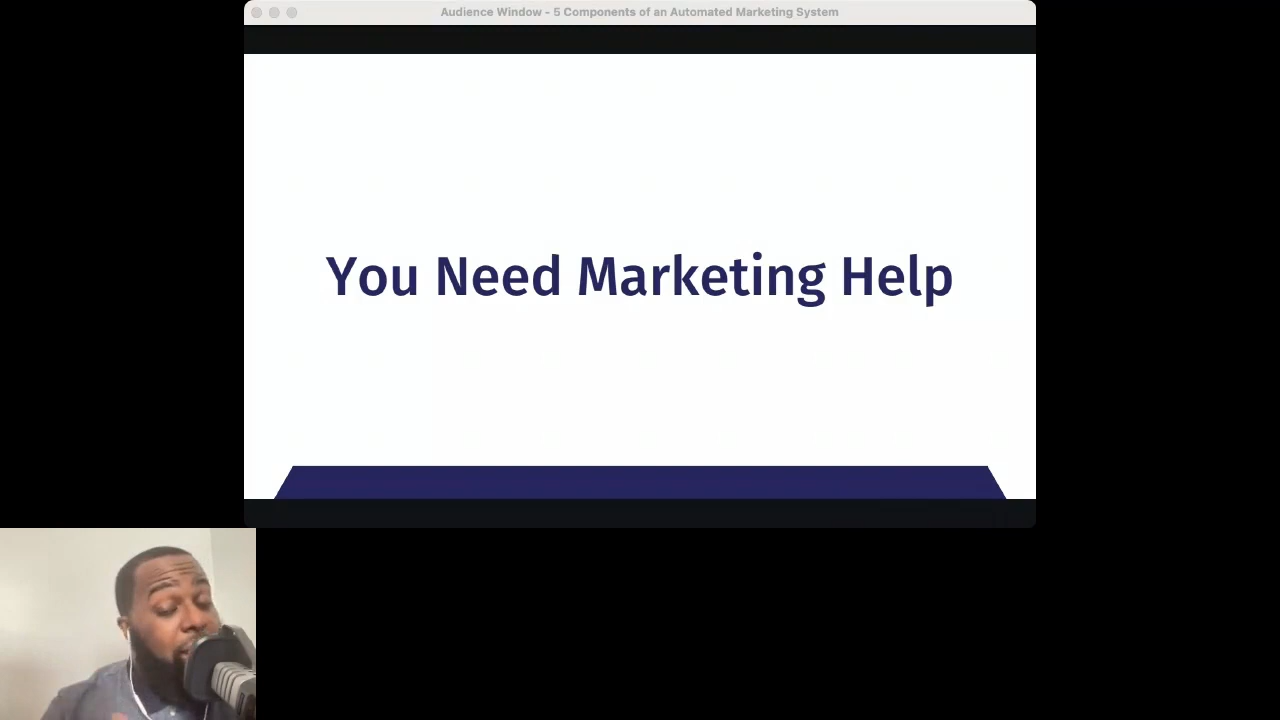 Audience Window - 5 Components of an Automated Marketing System
You Need Marketing Help